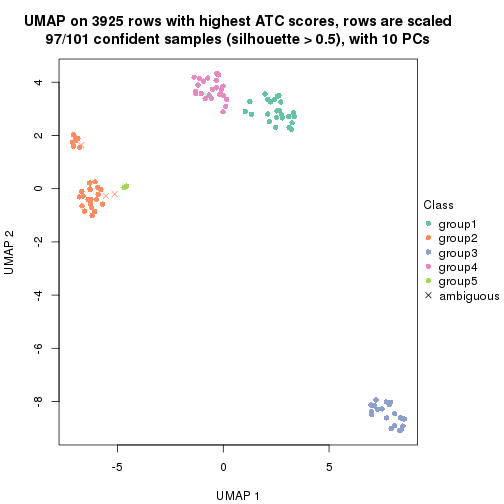 UMAP on 3925 rows with highest ATC scores, rows are scaled
97/101 confident samples (silhouette > 0.5), with 10 PCs
4
2
0
-2
-4
-6
-8
UMAP 2
-5
0
5
UMAP 1
Class
group1
group2
group3
group4
group5
ambiguous